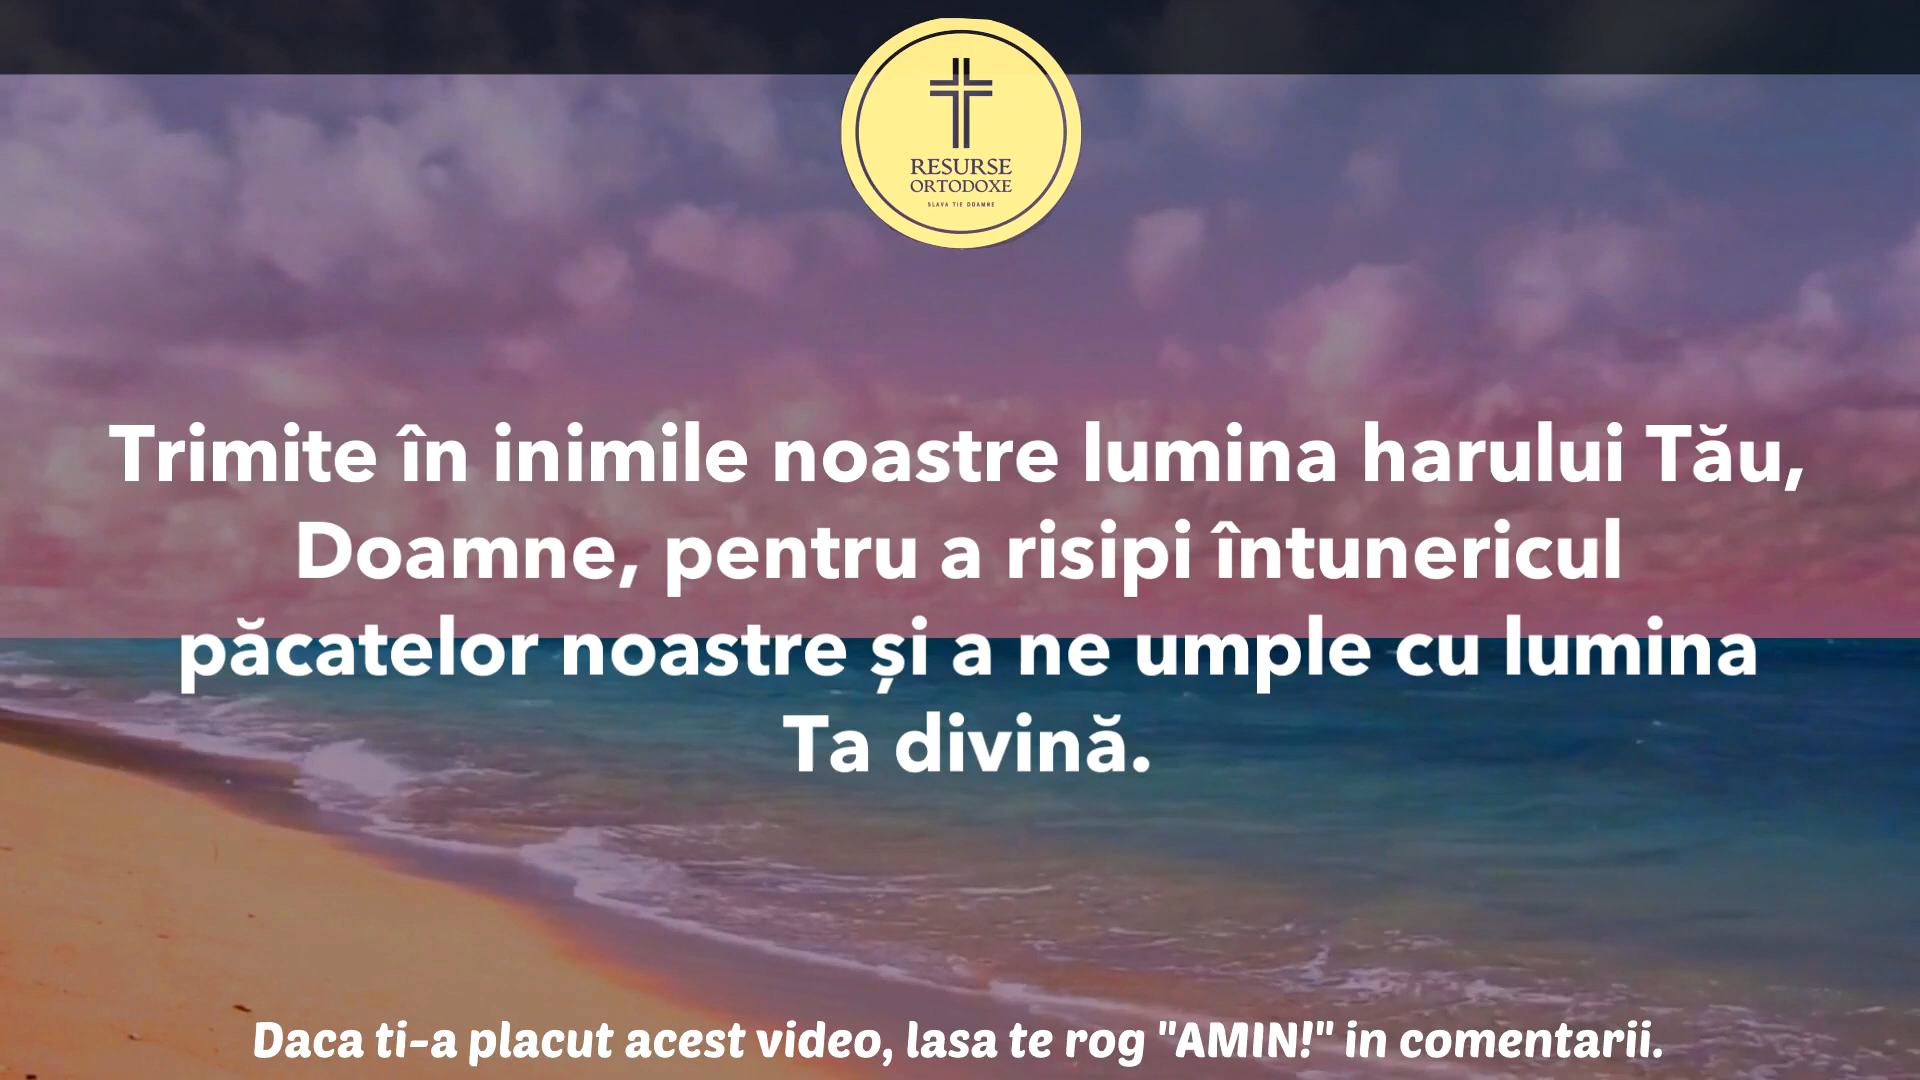 RESURSE
ORTODOXE
SLAVA TIE DOAMNE
Trimite în inimile noastre lumina harului Tău,
Doamne, pentru a risipi întunericul
păcatelor noastre și a ne umple cu lumina
Ta divină.
Daca ti-a placut acest video, lasa te rog "AMIN!" in comentarii.